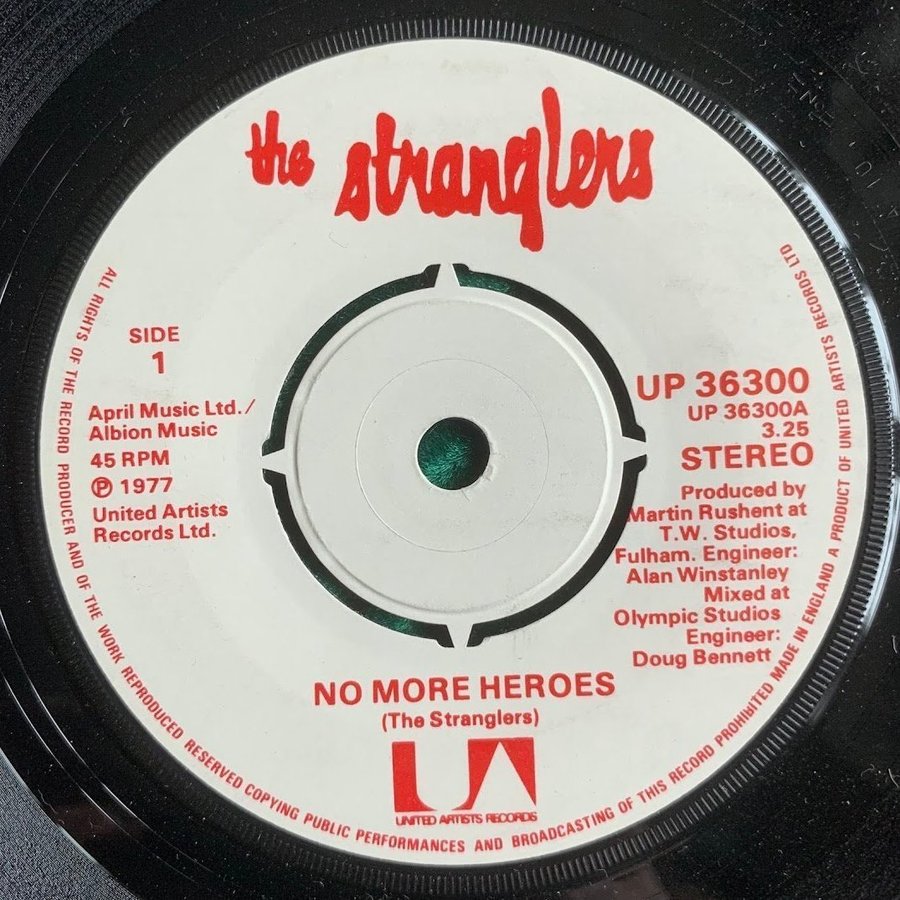 the stranglers
SIDE
1
April Music Ltd./
Albion Music
45 RPM
℗ 1977
United Artists
Records Ltd.
UP 36300
UP 36300A
3.25
STEREO
Produced by
Martin Rushent at
T.W. Studios,
Fulham. Engineer:
Alan Winstanley
Mixed at
Olympic Studios
Engineer:
Doug Bennett
NO MORE HEROES
(The Stranglers)
UA
UNITED ARTISTS RECORDS
ALL RIGHTS OF THE RECORD PRODUCER AND OF THE WORK REPRODUCED RESERVED COPYING PUBLIC PERFORMANCES AND BROADCASTING OF THIS RECORD PROHIBITED MADE IN ENGLAND A PRODUCT OF UNITED ARTISTS RECORDS LTD